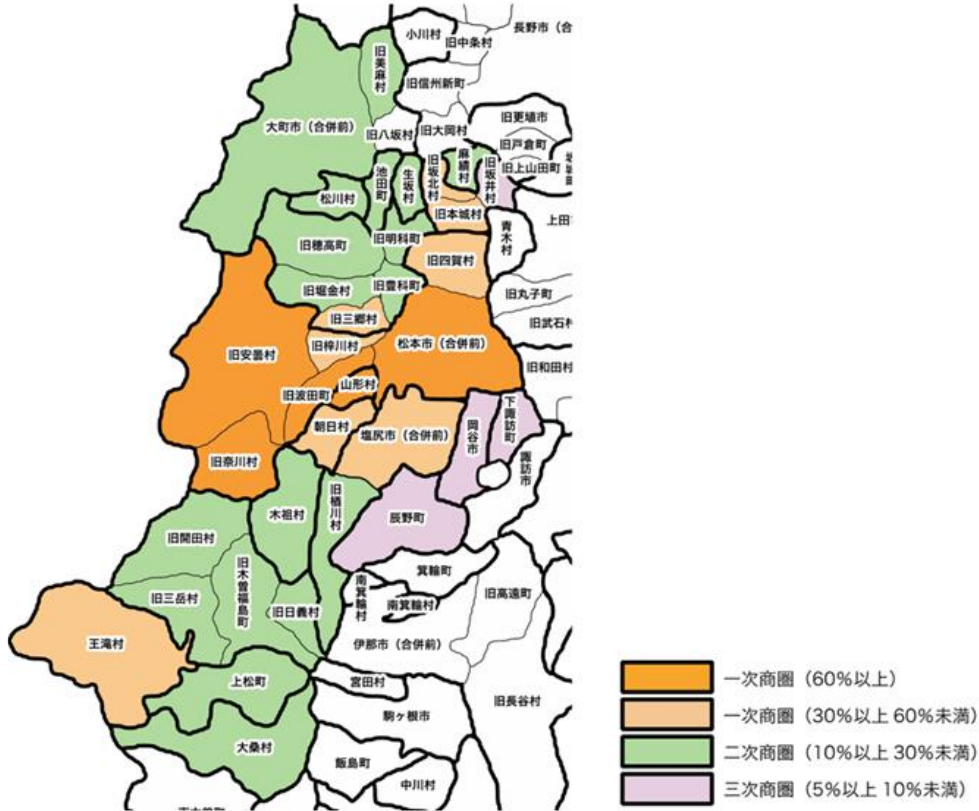 小川村
旧中条村
長野市（合
旧美麻村
旧信州新町
大町市（合併前）
旧八坂村
旧大岡村
旧更埴市
旧戸倉町
旧上山田町
池田町
生坂村
旧坂北村
麻績村
旧坂井村
松川村
旧本城村
青木村
上田
旧穂高町
旧明科町
旧四賀村
旧堀金村
旧豊科町
旧丸子町
旧三郷村
旧武石村
旧安曇村
旧梓川村
松本市（合併前）
旧和田村
旧波田町
山形村
朝日村
塩尻市（合併前）
岡谷市
下諏訪町
諏訪市
旧奈川村
旧楢川村
木祖村
辰野町
旧開田村
旧木曽福島町
箕輪町
南箕輪村
南箕輪村
旧高遠町
旧三岳村
旧日義村
王滝村
伊那市（合併前）
上松町
宮田村
旧長谷村
駒ヶ根市
大桑村
飯島町
中川村
一次商圏（60%以上）
一次商圏（30%以上 60%未満）
二次商圏（10%以上 30%未満）
三次商圏（5%以上 10%未満）